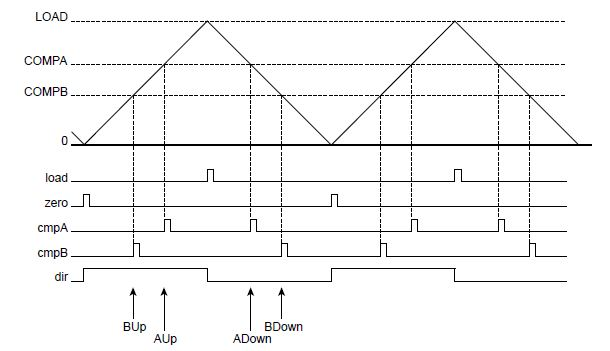 LOAD
COMPA
COMPB
0
load
zero
cmpA
cmpB
dir
BUp
AUp
ADown
BDown